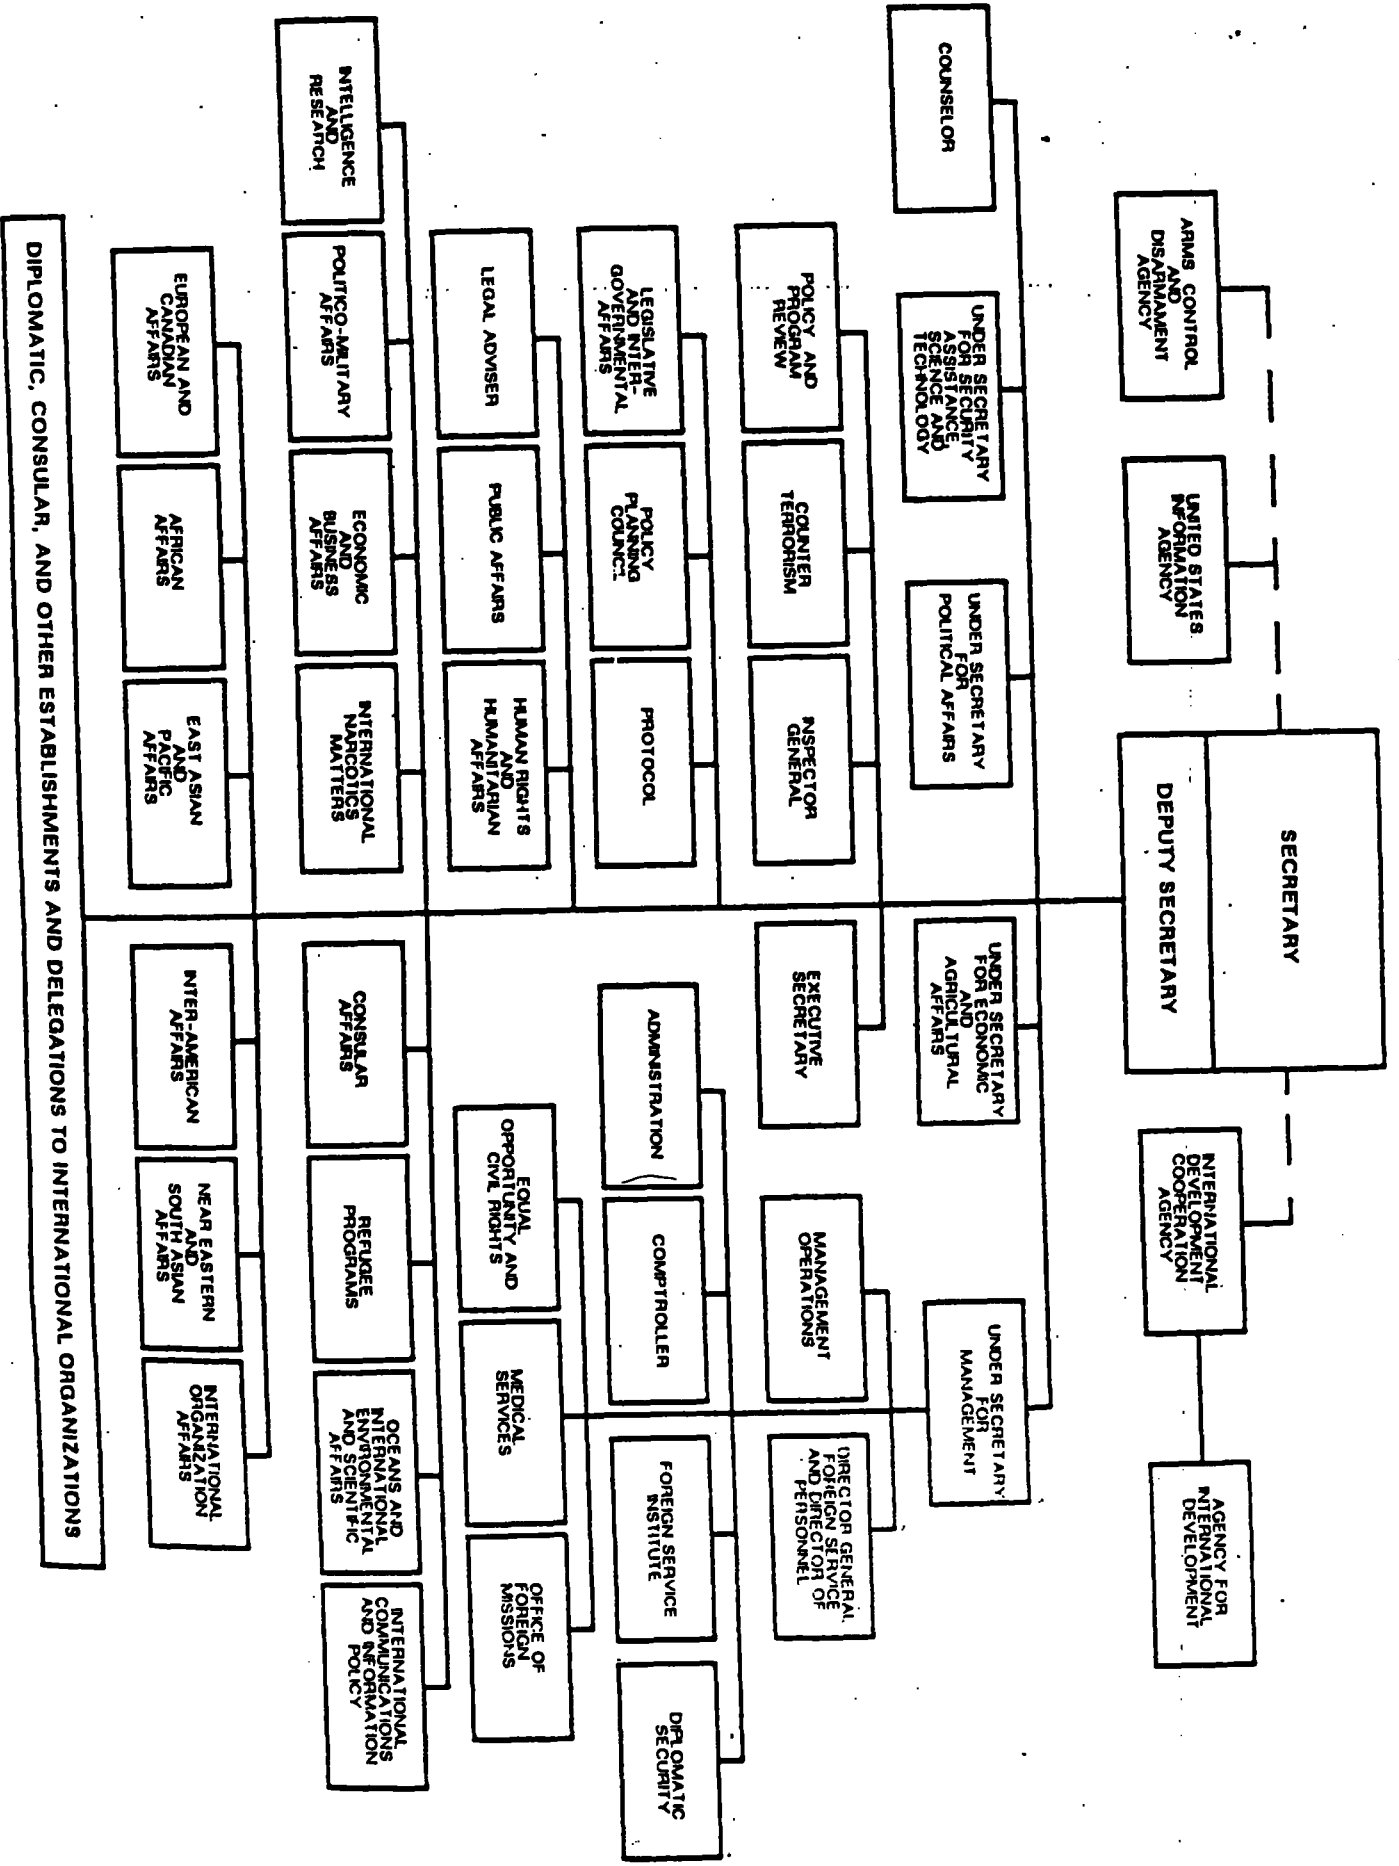 SECRETARY
DEPUTY SECRETARY
ARMS CONTROL
AND
DISARMAMENT
AGENCY
UNITED STATES
INFORMATION
AGENCY
INTERNATIONAL
DEVELOPMENT
COOPERATION
AGENCY
AGENCY FOR
INTERNATIONAL
DEVELOPMENT
COUNSELOR
UNDER SECRETARY
FOR SECURITY
ASSISTANCE,
SCIENCE AND
TECHNOLOGY
UNDER SECRETARY
FOR
POLITICAL AFFAIRS
UNDER SECRETARY
FOR ECONOMIC
AND
AGRICULTURAL
AFFAIRS
UNDER SECRETARY
FOR
MANAGEMENT
POLICY AND
PROGRAM
REVIEW
COUNTER
TERRORISM
INSPECTOR
GENERAL
EXECUTIVE
SECRETARY
MANAGEMENT
OPERATIONS
DIRECTOR GENERAL
FOREIGN SERVICE
AND DIRECTOR OF
PERSONNEL
LEGISLATIVE
AND INTER-
GOVERNMENTAL
AFFAIRS
POLICY
PLANNING
COUNCIL
PROTOCOL
ADMINISTRATION
COMPTROLLER
FOREIGN SERVICE
INSTITUTE
DIPLOMATIC
SECURITY
LEGAL ADVISER
PUBLIC AFFAIRS
HUMAN RIGHTS
AND
HUMANITARIAN
AFFAIRS
EQUAL
OPPORTUNITY AND
CIVIL RIGHTS
MEDICAL
SERVICES
OFFICE OF
FOREIGN
MISSIONS
INTELLIGENCE
AND
RESEARCH
POLITICO-MILITARY
AFFAIRS
ECONOMIC
AND
BUSINESS
AFFAIRS
INTERNATIONAL
NARCOTICS
MATTERS
CONSULAR
AFFAIRS
REFUGEE
PROGRAMS
OCEANS AND
INTERNATIONAL
ENVIRONMENTAL
AND SCIENTIFIC
AFFAIRS
INTERNATIONAL
COMMUNICATIONS
AND INFORMATION
POLICY
EUROPEAN AND
CANADIAN
AFFAIRS
AFRICAN
AFFAIRS
EAST ASIAN
AND
PACIFIC
AFFAIRS
INTER-AMERICAN
AFFAIRS
NEAR EASTERN
AND
SOUTH ASIAN
AFFAIRS
INTERNATIONAL
ORGANIZATION
AFFAIRS
DIPLOMATIC, CONSULAR, AND OTHER ESTABLISHMENTS AND DELEGATIONS TO INTERNATIONAL ORGANIZATIONS